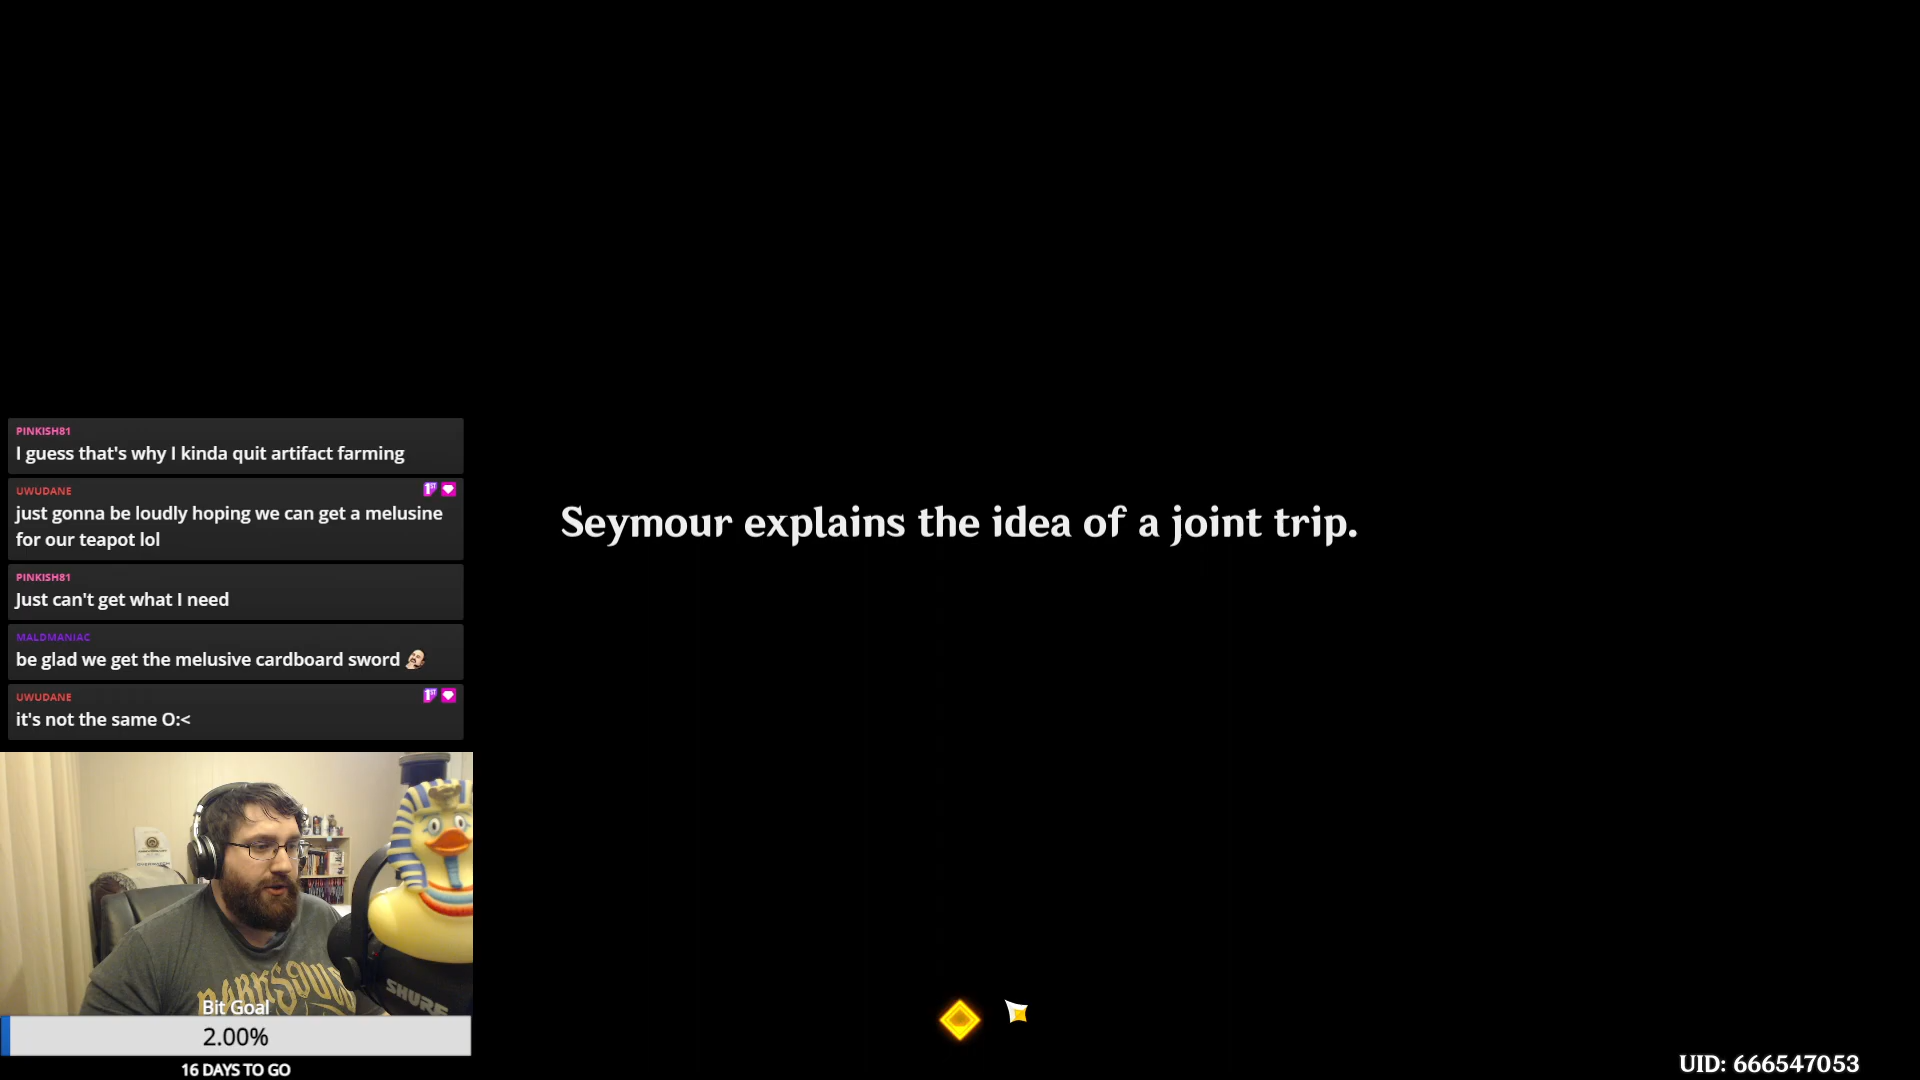 PINKISH81
I guess that's why I kinda quit artifact farming
UWUDANE
just gonna be loudly hoping we can get a melusine
for our teapot lol
PINKISH81
Just can't get what I need
MALDMANIAC
be glad we get the melusive cardboard sword
UWUDANE
it's not the same O:<
Seymour explains the idea of a joint trip.
DARKSOULS
SHURE
Bit Goal
2.00%
16 DAYS TO GO
UID: 666547053